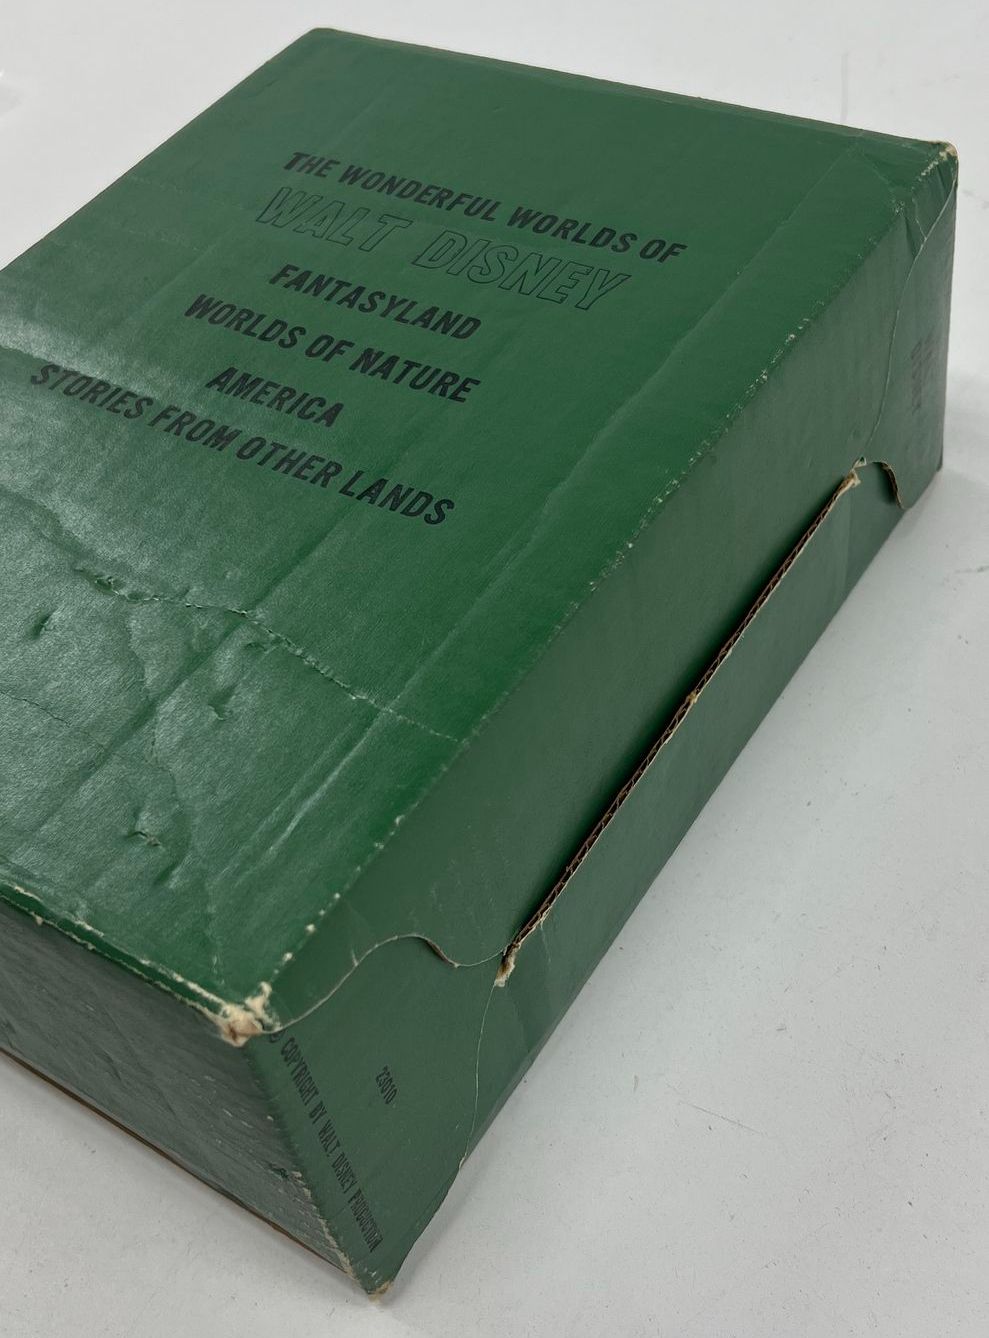 THE WONDERFUL WORLDS OF
WALT DISNEY
FANTASYLAND
WORLDS OF NATURE
AMERICA
STORIES FROM OTHER LANDS
23010
© COPYRIGHT BY WALT DISNEY PRODUCTION